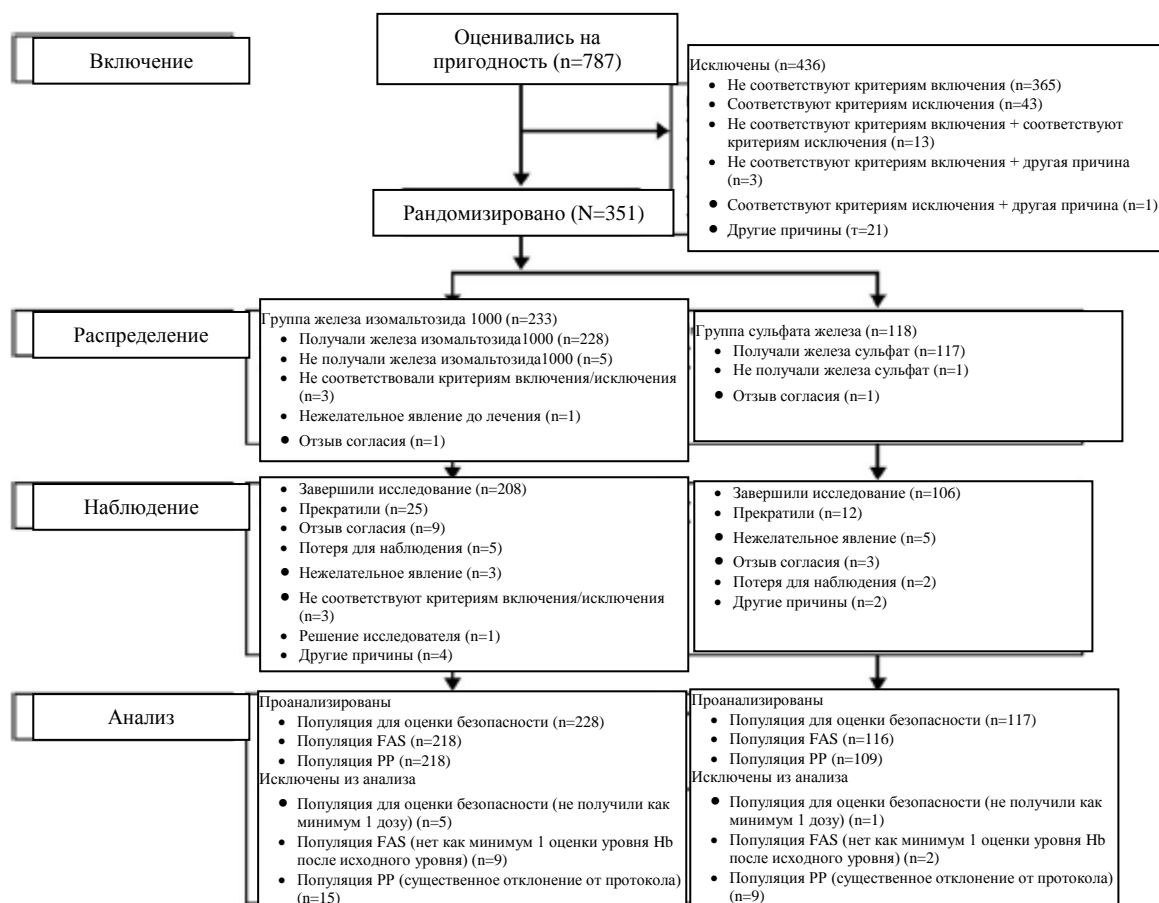 Включение
Оценивались на
пригодность (n=787)
Исключены (n=436)
• Не соответствуют критериям включения (n=365)
• Соответствуют критериям исключения (n=43)
• Не соответствуют критериям включения + соответствуют
критериям исключения (n=13)
• Не соответствуют критериям включения + другая причина
(n=3)
• Соответствуют критериям исключения + другая причина (n=1)
• Другие причины (т=21)
Рандомизировано (N=351)
Распределение
Группа железа изомальтозида 1000 (n=233)
• Получали железа изомальтозида1000 (n=228)
• Не получали железа изомальтозида1000 (n=5)
• Не соответствовали критериям включения/исключения
(n=3)
• Нежелательное явление до лечения (n=1)
• Отзыв согласия (n=1)
Группа сульфата железа (n=118)
• Получали железа сульфат (n=117)
• Не получали железа сульфат (n=1)
• Отзыв согласия (n=1)
Наблюдение
• Завершили исследование (n=208)
• Прекратили (n=25)
• Отзыв согласия (n=9)
• Потеря для наблюдения (n=5)
• Нежелательное явление (n=3)
• Не соответствуют критериям включения/исключения
(n=3)
• Решение исследователя (n=1)
• Другие причины (n=4)
• Завершили исследование (n=106)
• Прекратили (n=12)
• Нежелательное явление (n=5)
• Отзыв согласия (n=3)
• Потеря для наблюдения (n=2)
• Другие причины (n=2)
Анализ
Проанализированы
• Популяция для оценки безопасности (n=228)
• Популяция FAS (n=218)
• Популяция PP (n=218)
Исключены из анализа
• Популяция для оценки безопасности (не получили как
минимум 1 дозу) (n=5)
• Популяция FAS (нет как минимум 1 оценки уровня Hb
после исходного уровня) (n=9)
• Популяция PP (существенное отклонение от протокола)
(n=15)
Проанализированы
• Популяция для оценки безопасности (n=117)
• Популяция FAS (n=116)
• Популяция PP (n=109)
Исключены из анализа
• Популяция для оценки безопасности (не получили как
минимум 1 дозу) (n=1)
• Популяция FAS (нет как минимум 1 оценки уровня Hb
после исходного уровня) (n=2)
• Популяция PP (существенное отклонение от протокола)
(n=9)